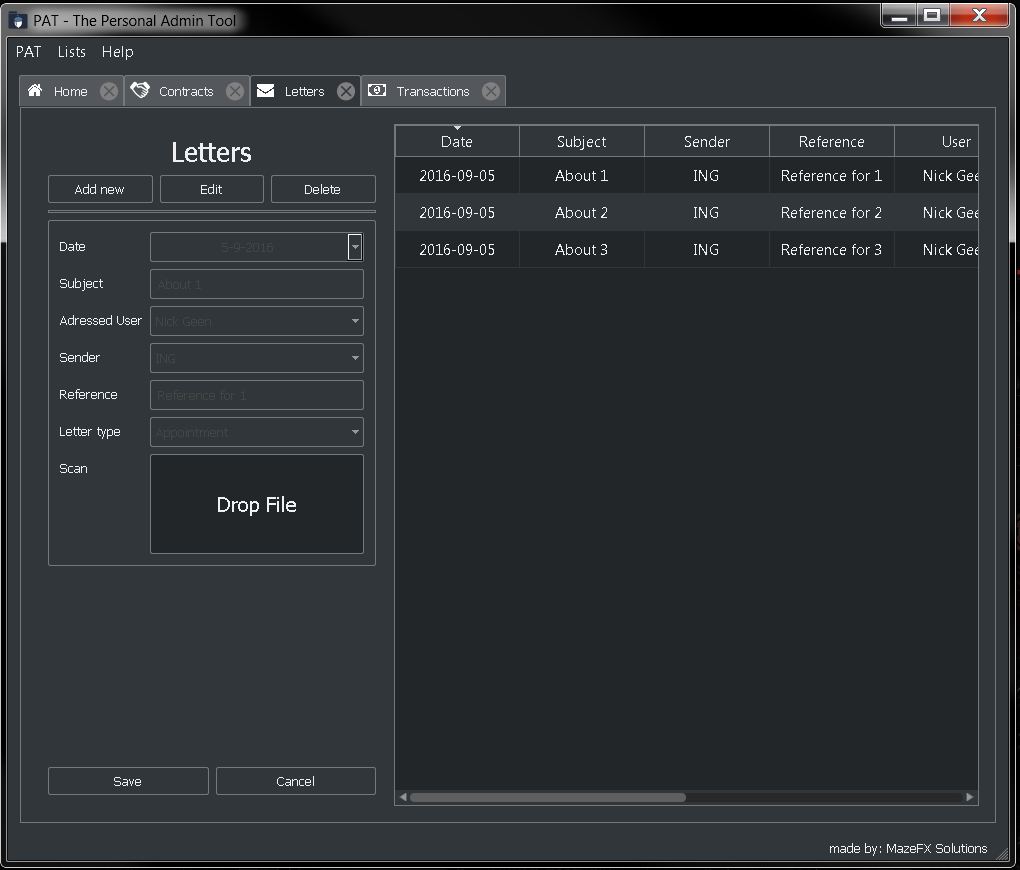 PAT - The Personal Admin Tool
PAT Lists Help
Home Contracts Letters Transactions
Letters
Add new Edit Delete
Date 5-9-2016
Subject About 1
Adressed User Nick Geen
Sender ING
Reference Reference for 1
Letter type Appointment
Scan Drop File
Save Cancel
Date Subject Sender Reference User
2016-09-05 About 1 ING Reference for 1 Nick Gee
2016-09-05 About 2 ING Reference for 2 Nick Gee
2016-09-05 About 3 ING Reference for 3 Nick Gee
made by: MazeFX Solutions